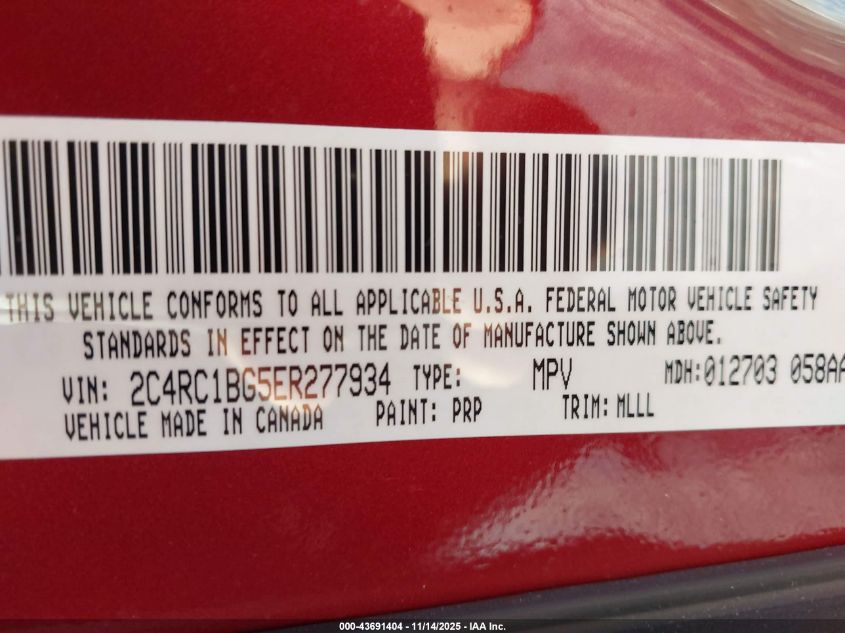 THIS VEHICLE CONFORMS TO ALL APPLICABLE U.S.A. FEDERAL MOTOR VEHICLE SAFETY
STANDARDS IN EFFECT ON THE DATE OF MANUFACTURE SHOWN ABOVE.
VIN: 2C4RC1BG5ER277934 TYPE: MPV MDH:012703 058AA
VEHICLE MADE IN CANADA PAINT: PRP TRIM: MLLL
000-43691404 - 11/14/2025 - IAA Inc.